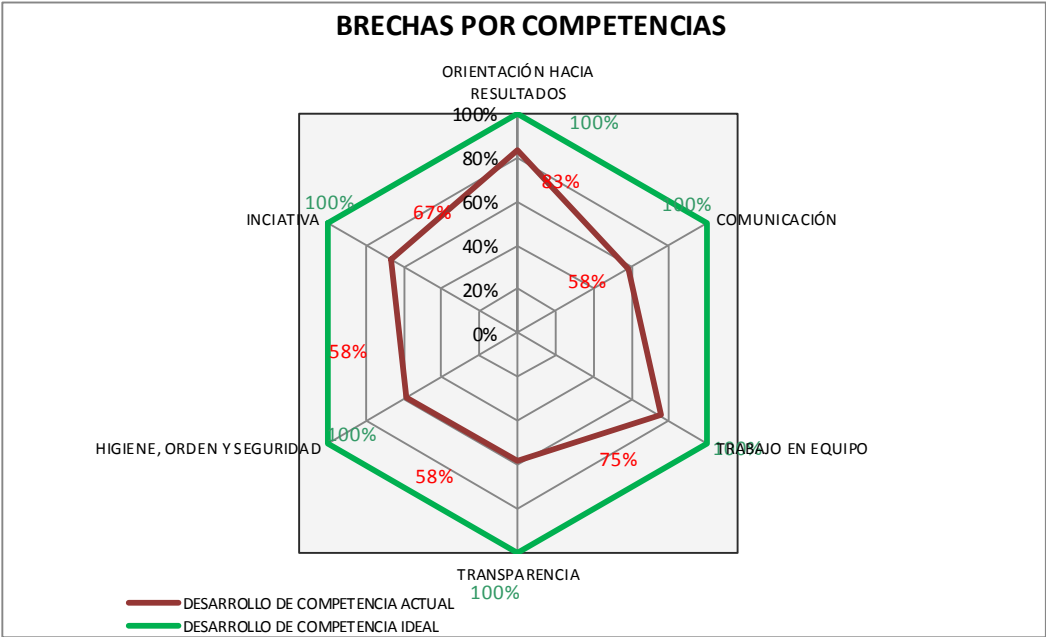 BRECHAS POR COMPETENCIAS
ORIENTACIÓN HACIA
RESULTADOS
100%
100%
80%
83%
100%
100%
67%
60%
INCIATIVA
COMUNICACIÓN
40%
58%
20%
0%
58%
100%
HIGIENE, ORDEN Y SEGURIDAD
100%
TRABAJO EN EQUIPO
75%
58%
TRANSPARENCIA
100%
DESARROLLO DE COMPETENCIA ACTUAL
DESARROLLO DE COMPETENCIA IDEAL